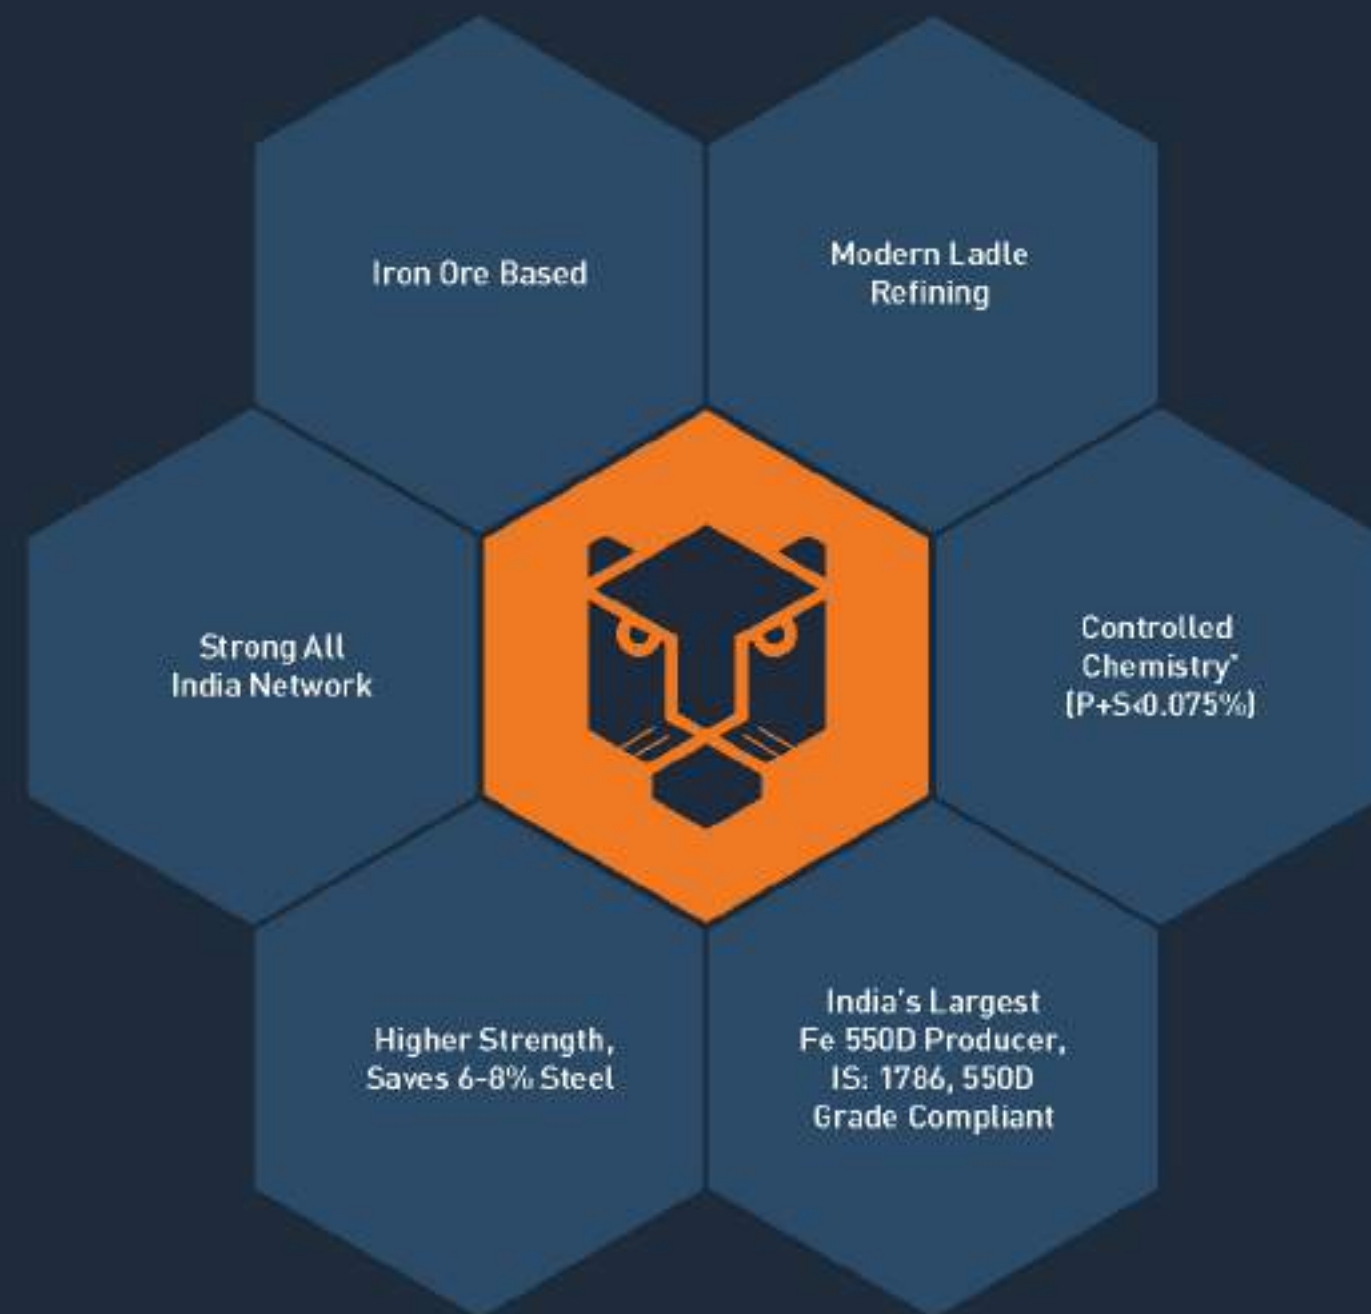 Iron Ore Based
Modern Ladle
Refining
Strong All
India Network
Controlled
Chemistry*
(P+S<0.075%)
Higher Strength,
Saves 6-8% Steel
India's Largest
Fe 550D Producer,
IS: 1786, 550D
Grade Compliant